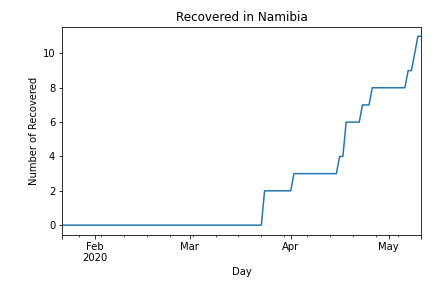 Recovered in Namibia
Number of Recovered
10
8
6
4
2
0
Feb
2020
Mar
Apr
May
Day